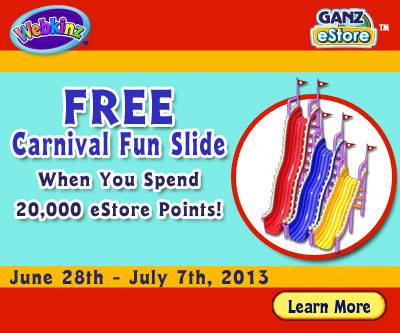 Webkinz
GANZ
eStore™
FREE
Carnival Fun Slide
When You Spend
20,000 eStore Points!
June 28th - July 7th, 2013
Learn More